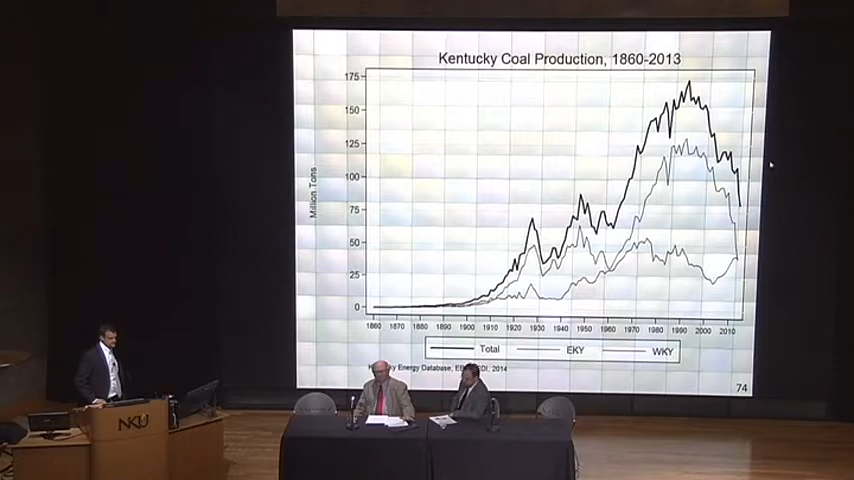 Kentucky Coal Production, 1860-2013
Million Tons
175
150
125
100
75
50
25
0
1860 1870 1880 1890 1900 1910 1920 1930 1940 1950 1960 1970 1980 1990 2000 2010
Total EKY WKY
Energy Database, 2014
74
NKU